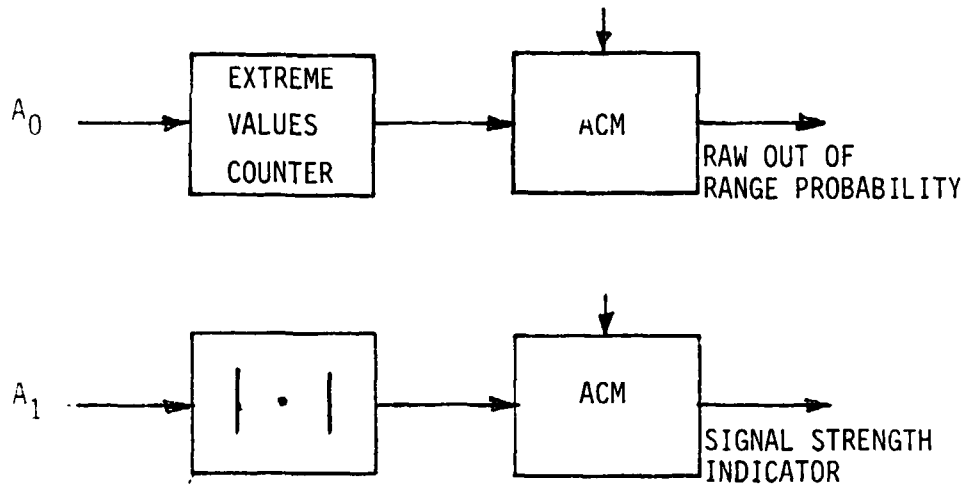 A0
EXTREME
VALUES
COUNTER
ACM
RAW OUT OF
RANGE PROBABILITY
A1
| • |
ACM
SIGNAL STRENGTH
INDICATOR